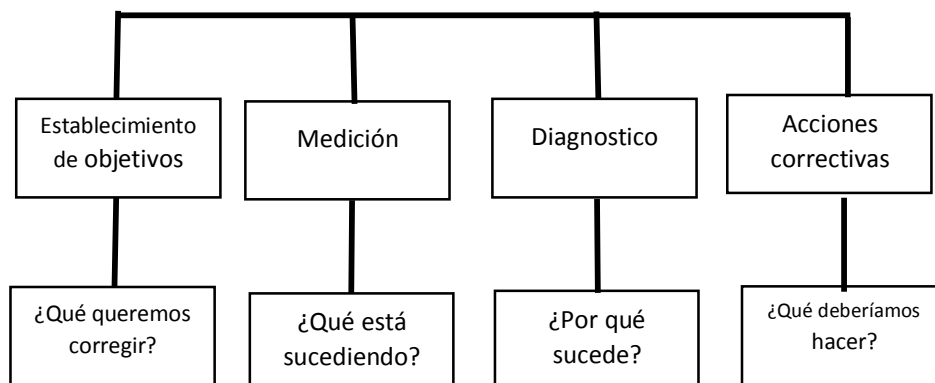 Establecimiento
de objetivos
Medición
Diagnostico
Acciones
correctivas
¿Qué queremos
corregir?
¿Qué está
sucediendo?
¿Por qué
sucede?
¿Qué deberíamos
hacer?